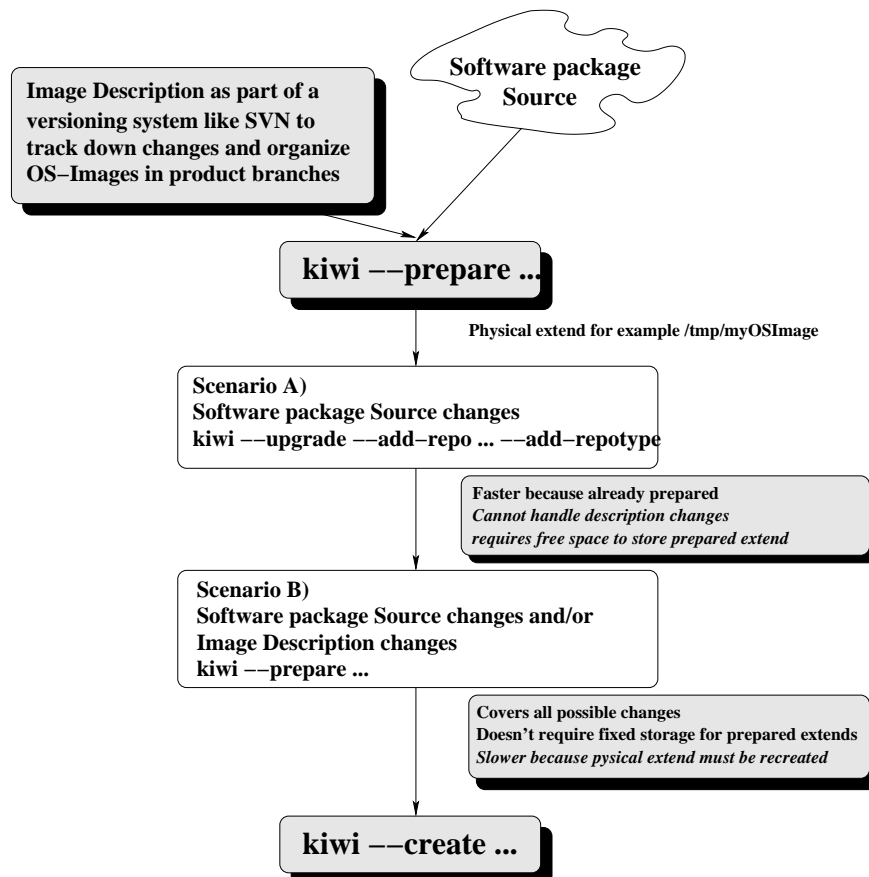 Software package
Source
Image Description as part of a
versioning system like SVN to
track down changes and organize
OS−Images in product branches
kiwi −−prepare ...
Physical extend for example /tmp/myOSImage
Scenario A)
Software package Source changes
kiwi −−upgrade −−add−repo ... −−add−repotype
Faster because already prepared
Cannot handle description changes
requires free space to store prepared extend
Scenario B)
Software package Source changes and/or
Image Description changes
kiwi −−prepare ...
Covers all possible changes
Doesn't require fixed storage for prepared extends
Slower because pysical extend must be recreated
kiwi −−create ...